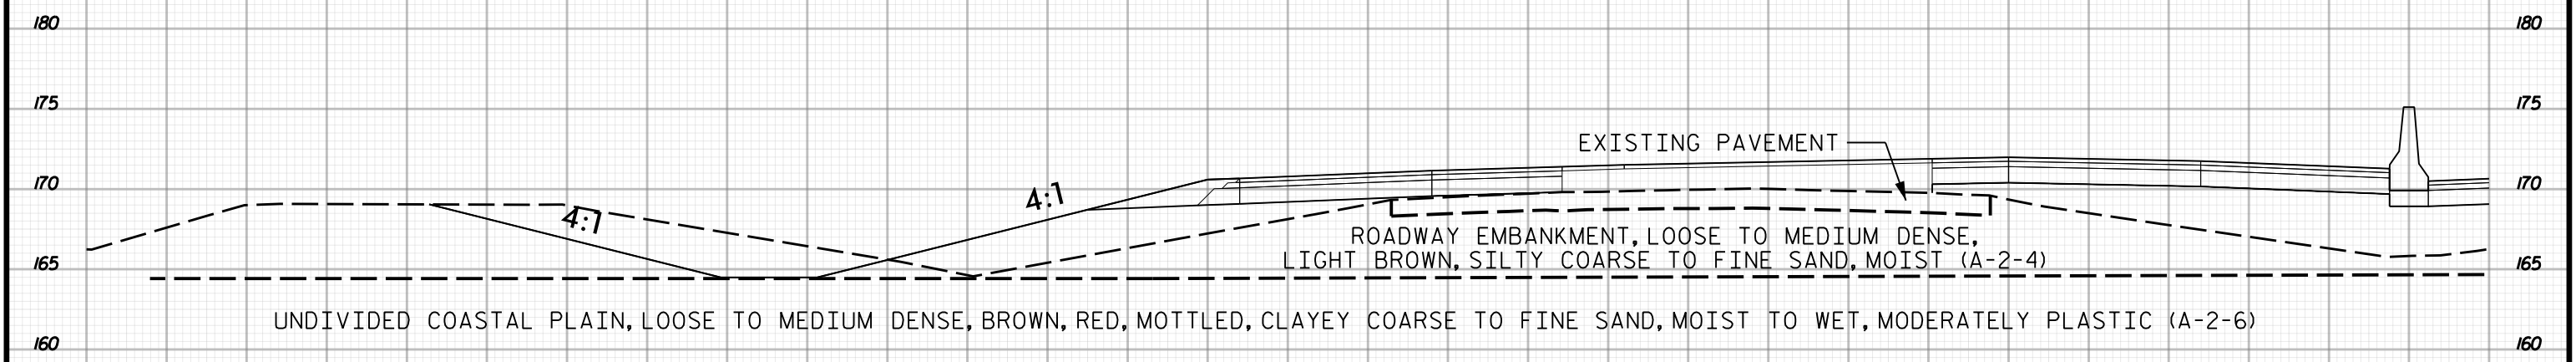 180 180
175 175
EXISTING PAVEMENT
170 170
4:1
4:1
ROADWAY EMBANKMENT, LOOSE TO MEDIUM DENSE,
LIGHT BROWN, SILTY COARSE TO FINE SAND, MOIST (A-2-4)
165 165
UNDIVIDED COASTAL PLAIN, LOOSE TO MEDIUM DENSE, BROWN, RED, MOTTLED, CLAYEY COARSE TO FINE SAND, MOIST TO WET, MODERATELY PLASTIC (A-2-6)
160 160